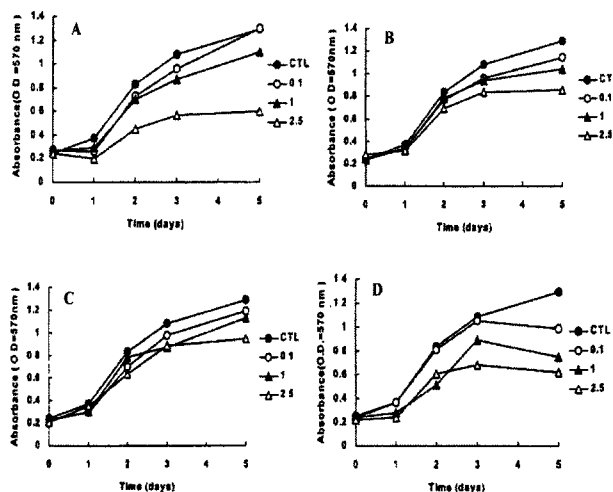 A
Absorbance(O D=570 nm)
1.4
1.2
1
0.8
0.6
0.4
0.2
0 1 2 3 5
Time (days)
CTL
0.1
1
2.5
B
Absorbance ( O D=570nm)
1.4
1.2
1
0.8
0.6
0.4
0.2
0
0 1 2 3 5
Time (days)
CT
0.1
1
2.5
C
Absorbance ( O D=570nm )
1.4
1.2
1
0.8
0.6
0.4
0.2
0
0 1 2 3 5
Time (days)
CTL
0.1
1
2.5
D
Absorbance(O.D.=570 nm )
1.4
1.2
1
0.8
0.6
0.4
0.2
0
0 1 2 3 5
Time (days)
CTL
0.1
1
2.5